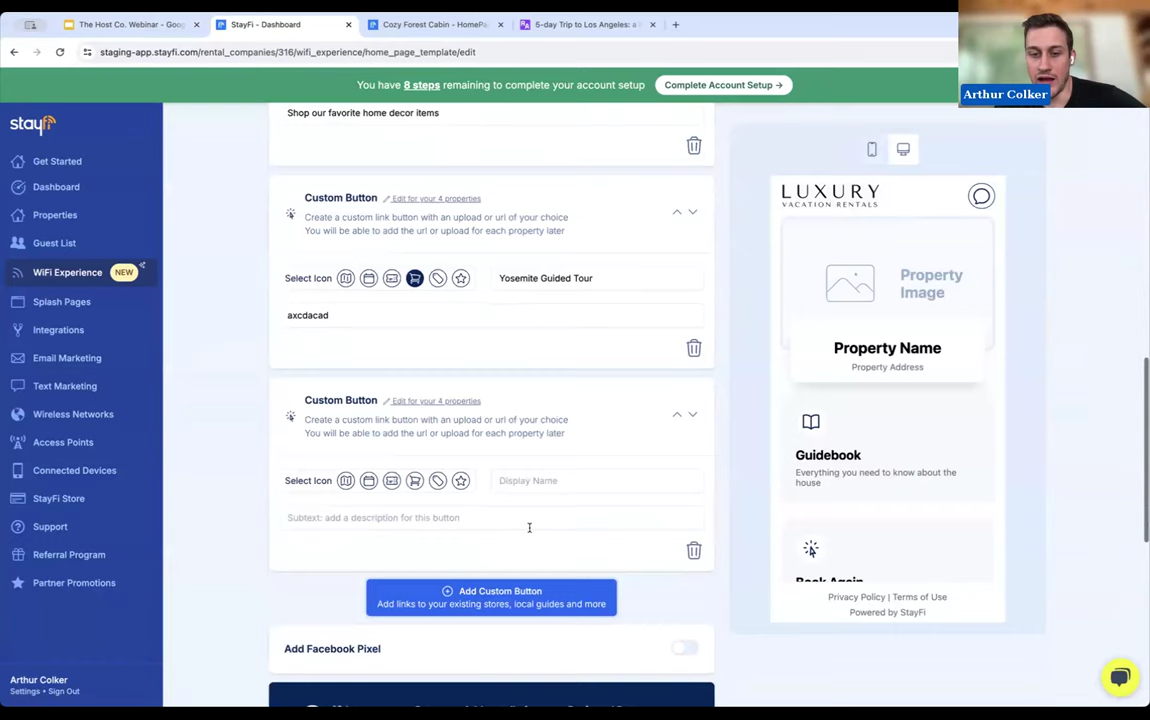 The Host Co. Webinar - Goog
StayFi - Dashboard
Cozy Forest Cabin - HomePa
5-day Trip to Los Angeles: a
staging-app.stayfi.com/rental_companies/316/wifi_experience/home_page_template/edit
You have 8 steps remaining to complete your account setup
Complete Account Setup →
Arthur Colker
stayfi
Get Started
Dashboard
Properties
Guest List
WiFi Experience NEW
Splash Pages
Integrations
Email Marketing
Text Marketing
Wireless Networks
Access Points
Connected Devices
StayFi Store
Support
Referral Program
Partner Promotions
Arthur Colker
Settings • Sign Out
Shop our favorite home decor items
Custom Button Edit for your 4 properties
Create a custom link button with an upload or url of your choice
You will be able to add the url or upload for each property later
Select Icon Yosemite Guided Tour
axcdacad
Custom Button Edit for your 4 properties
Create a custom link button with an upload or url of your choice
You will be able to add the url or upload for each property later
Select Icon Display Name
Subtext: add a description for this button
Add Custom Button
Add links to your existing stores, local guides and more
Add Facebook Pixel
LUXURY
VACATION RENTALS
Property
Image
Property Name
Property Address
Guidebook
Everything you need to know about the
house
Book Again
Privacy Policy | Terms of Use
Powered by StayFi